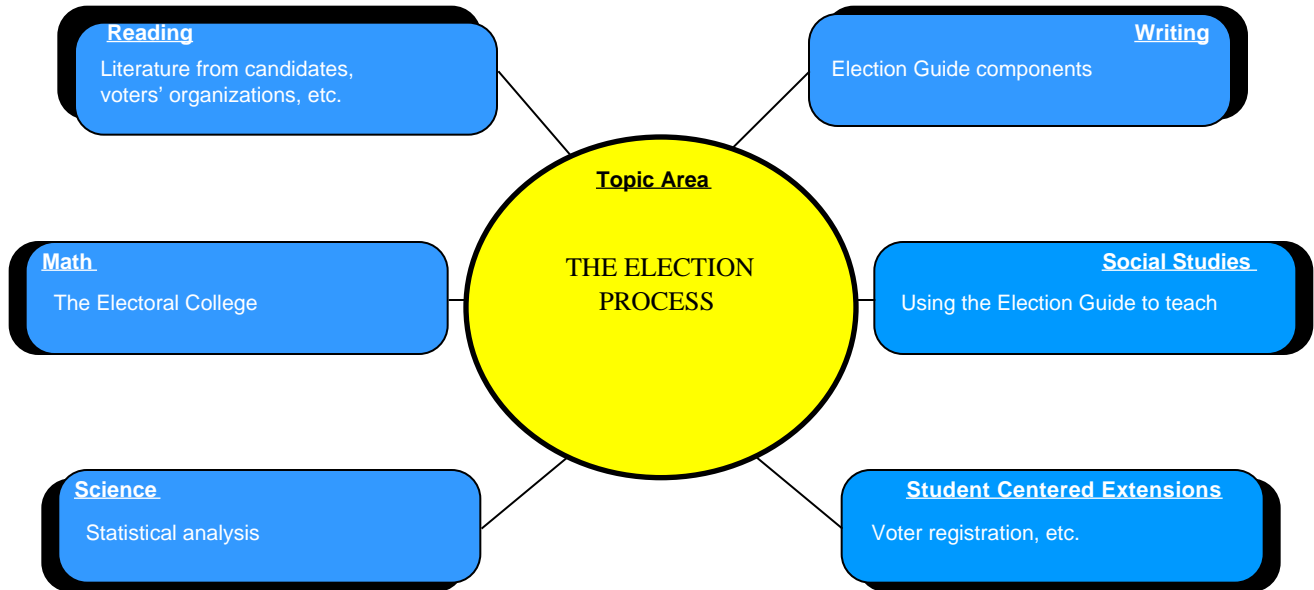 Reading
Literature from candidates,
voters’ organizations, etc.
Writing
Election Guide components
Topic Area
THE ELECTION
PROCESS
Math
The Electoral College
Social Studies
Using the Election Guide to teach
Science
Statistical analysis
Student Centered Extensions
Voter registration, etc.